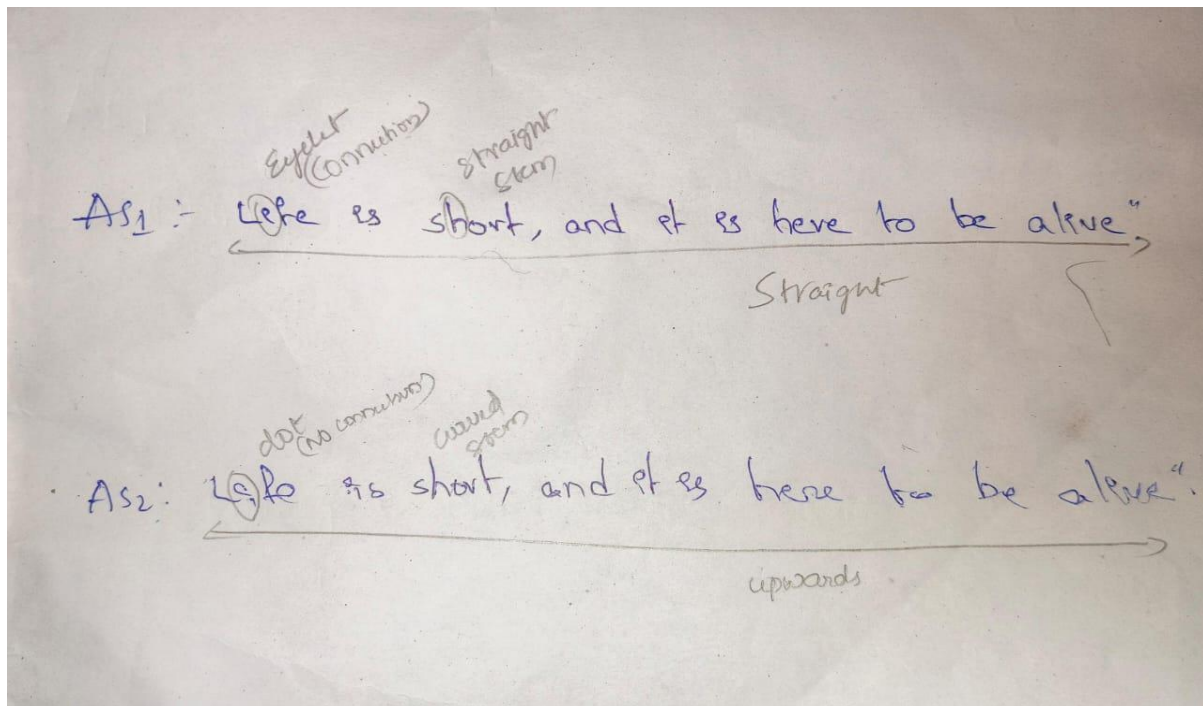 Eyelet straight
(connection) stem
AS1 :- Life is short, and it is here to be alive",
Straight
dot curved
(no connection) stem
AS2: Life is short, and it is here to be alive".
upwards